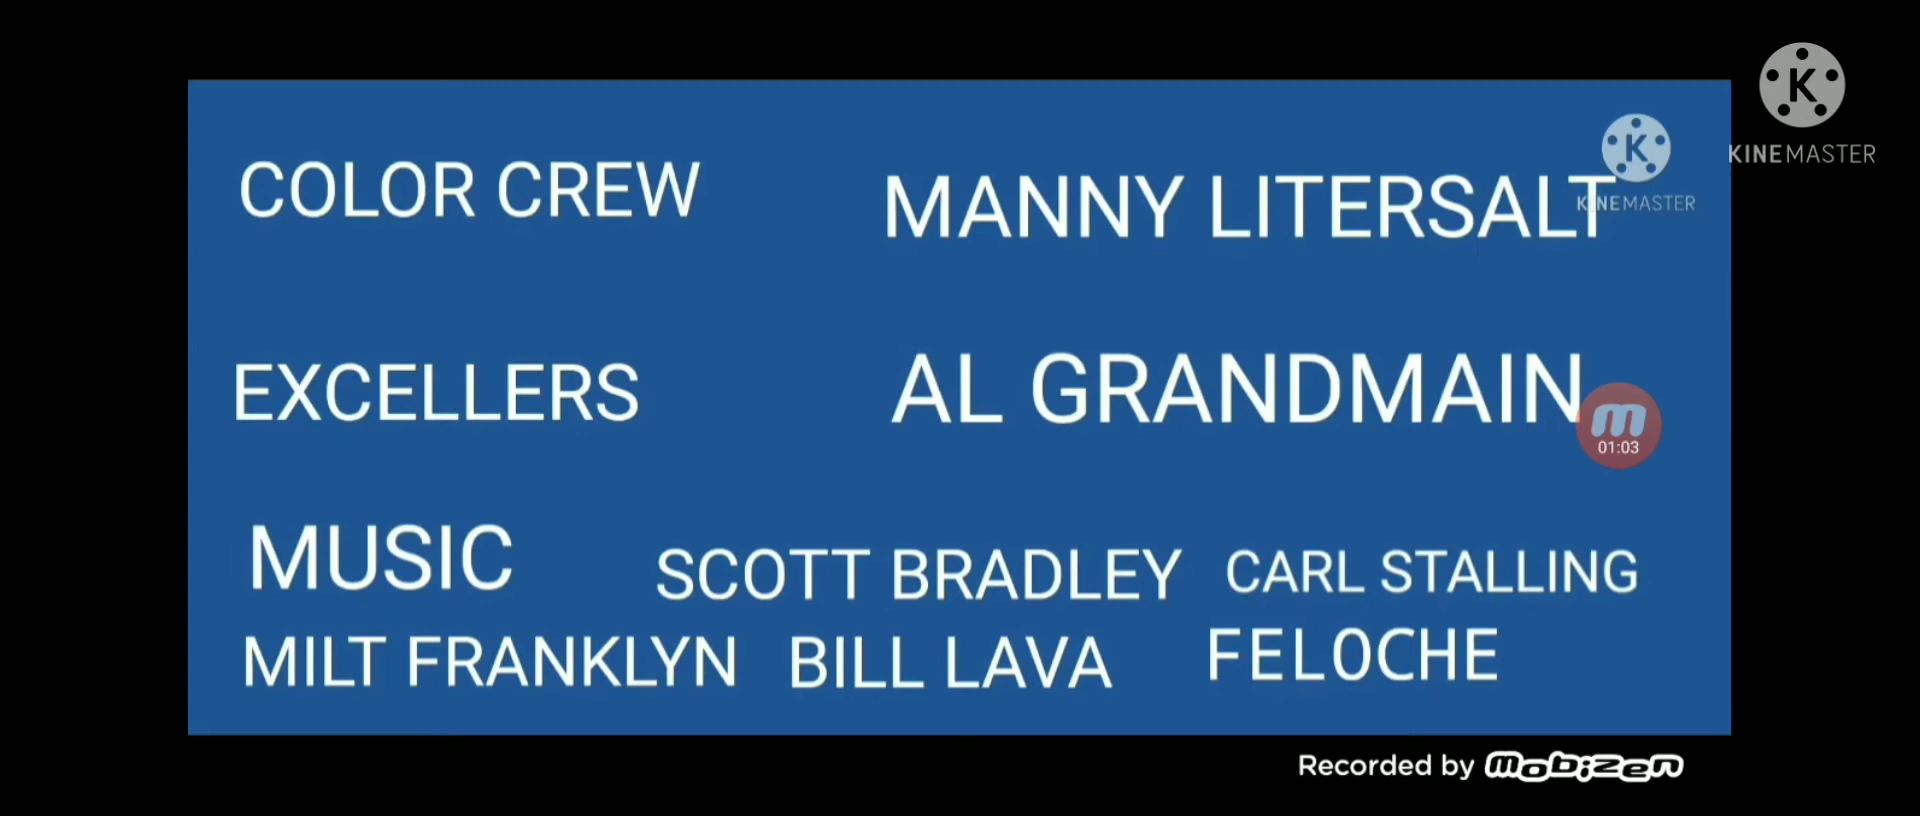 COLOR CREW
MANNY LITERSALT
KINEMASTER
K
KINEMASTER
K
EXCELLERS
AL GRANDMAIN
m
01:03
MUSIC
SCOTT BRADLEY
CARL STALLING
MILT FRANKLYN
BILL LAVA
FELOCHE
Recorded by mobizen